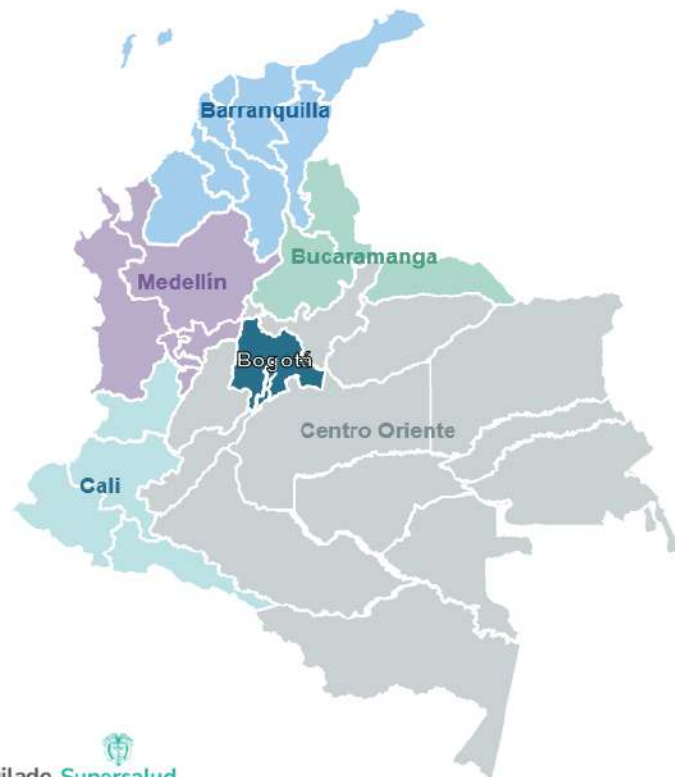 Barranquilla
Bucaramanga
Medellín
Bogotá
Centro Oriente
Cali
Supersalud